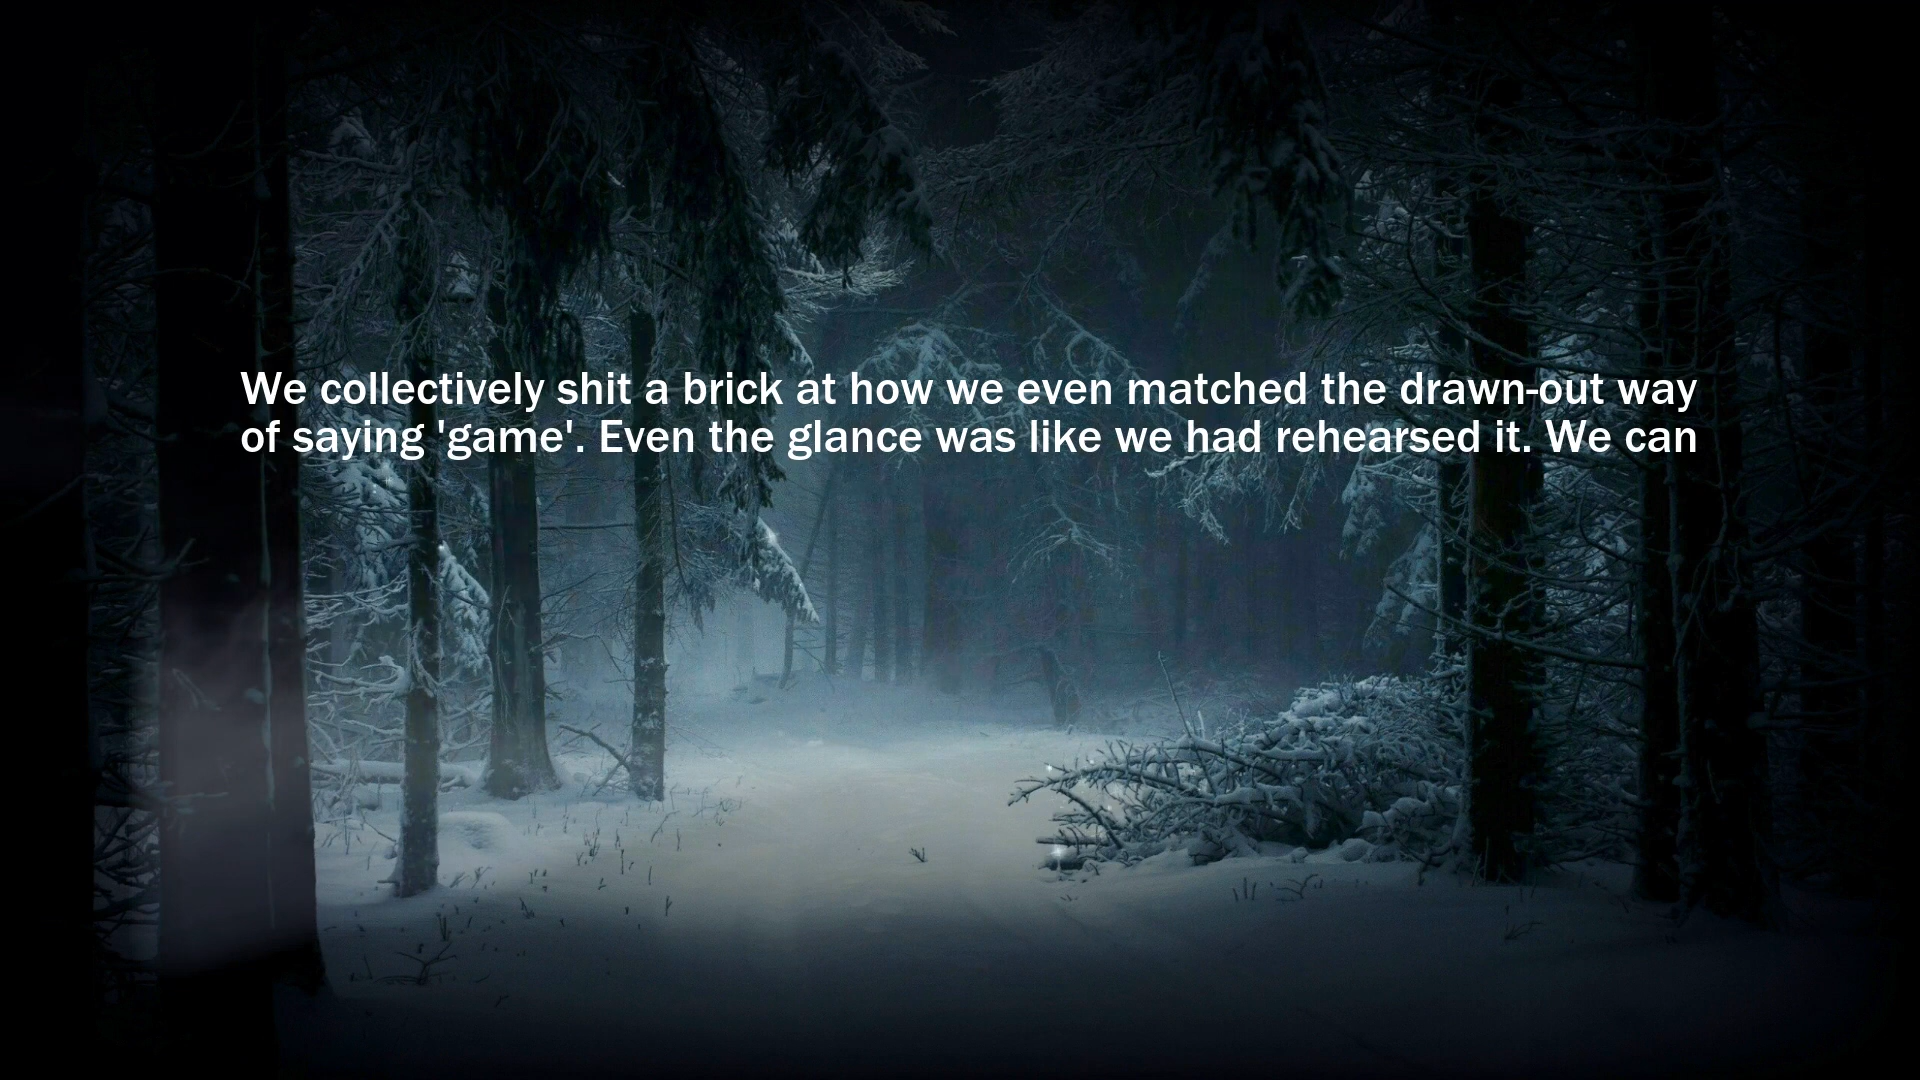 We collectively shit a brick at how we even matched the drawn-out way
of saying 'game'. Even the glance was like we had rehearsed it. We can